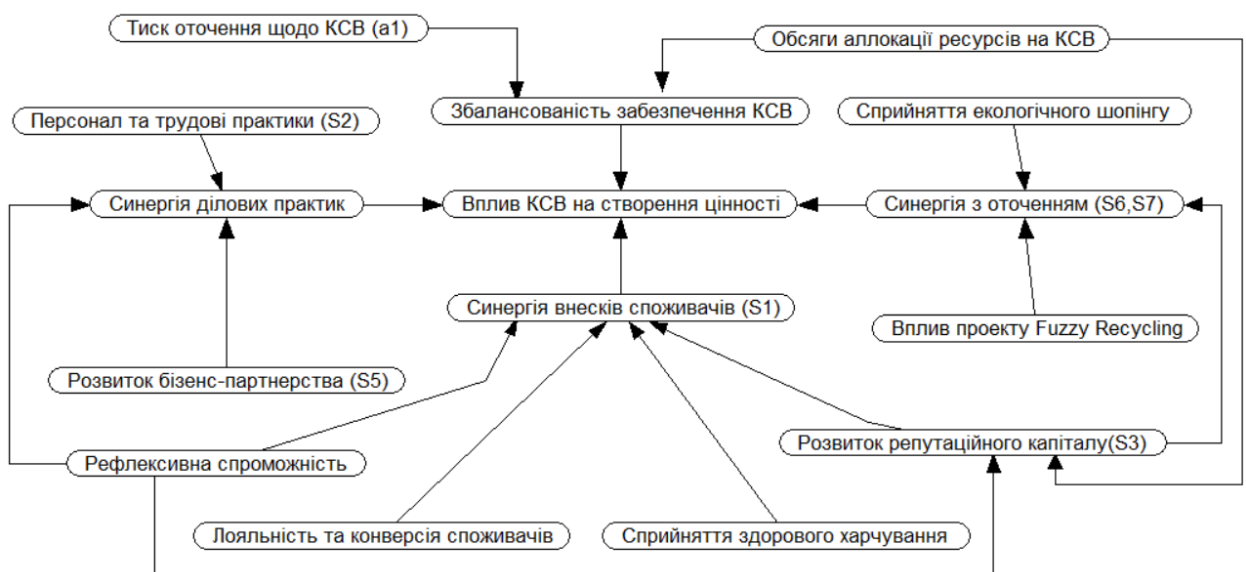 Тиск оточення щодо КСВ (a1)
Обсяги аллокації ресурсів на КСВ
Збалансованість забезпечення КСВ
Сприйняття екологічного шопінгу
Персонал та трудові практики (S2)
Синергія ділових практик
Вплив КСВ на створення цінності
Синергія з оточенням (S6,S7)
Синергія внесків споживачів (S1)
Вплив проекту Fuzzy Recycling
Розвиток бізенс-партнерства (S5)
Розвиток репутаційного капіталу(S3)
Рефлексивна спроможність
Лояльність та конверсія споживачів
Сприйняття здорового харчування